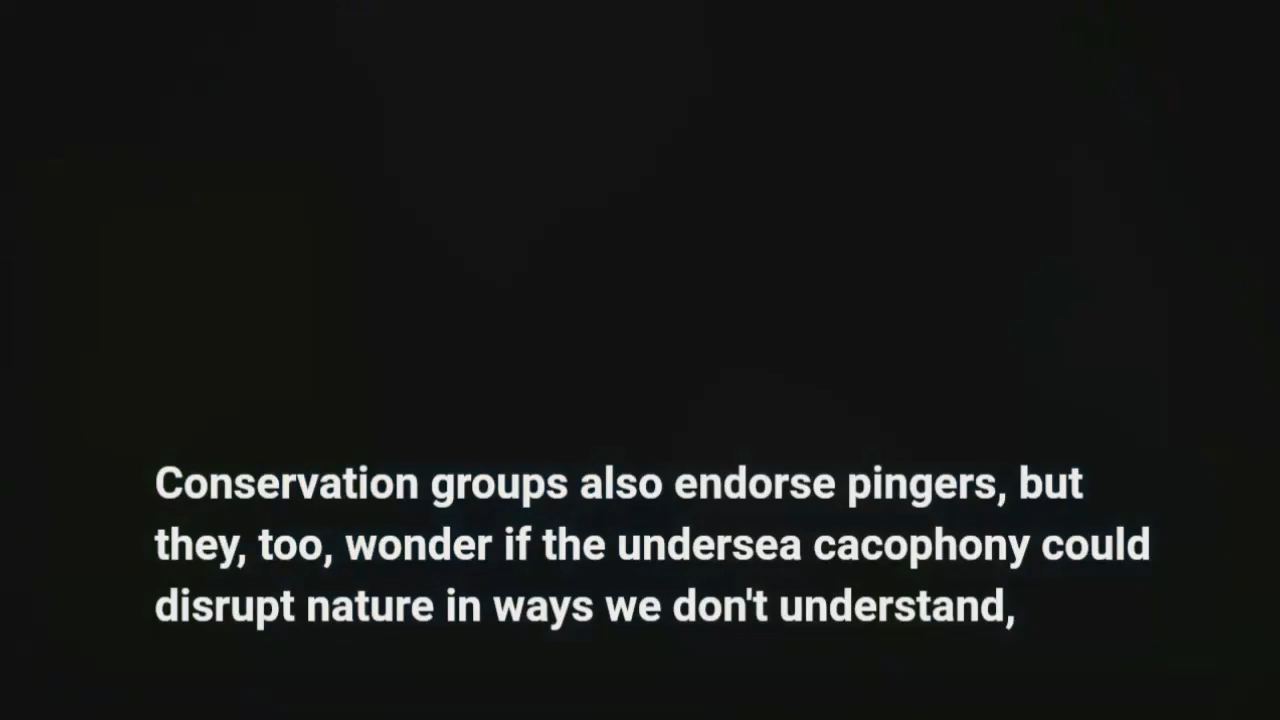 Conservation groups also endorse pingers, but
they, too, wonder if the undersea cacophony could
disrupt nature in ways we don't understand,